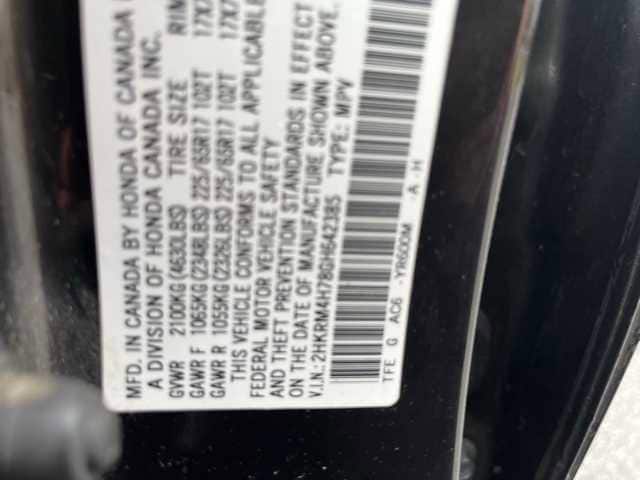 MFD. IN CANADA BY HONDA OF CANADA
A DIVISION OF HONDA CANADA INC.
GVWR 2100KG(4630LBS) TIRE SIZE RIM
GAWR F 1065KG(2348LBS) 225/65R17 102T 17X7
GAWR R 1055KG(2326LBS) 225/65R17 102T 17X7
THIS VEHICLE CONFORMS TO ALL APPLICABLE
FEDERAL MOTOR VEHICLE SAFETY
AND THEFT PREVENTION STANDARDS IN EFFECT
ON THE DATE OF MANUFACTURE SHOWN ABOVE.
V.I.N.:2HKRM4H78GH642385 TYPE: MPV
TFE G AC6 -YR600M -A -H